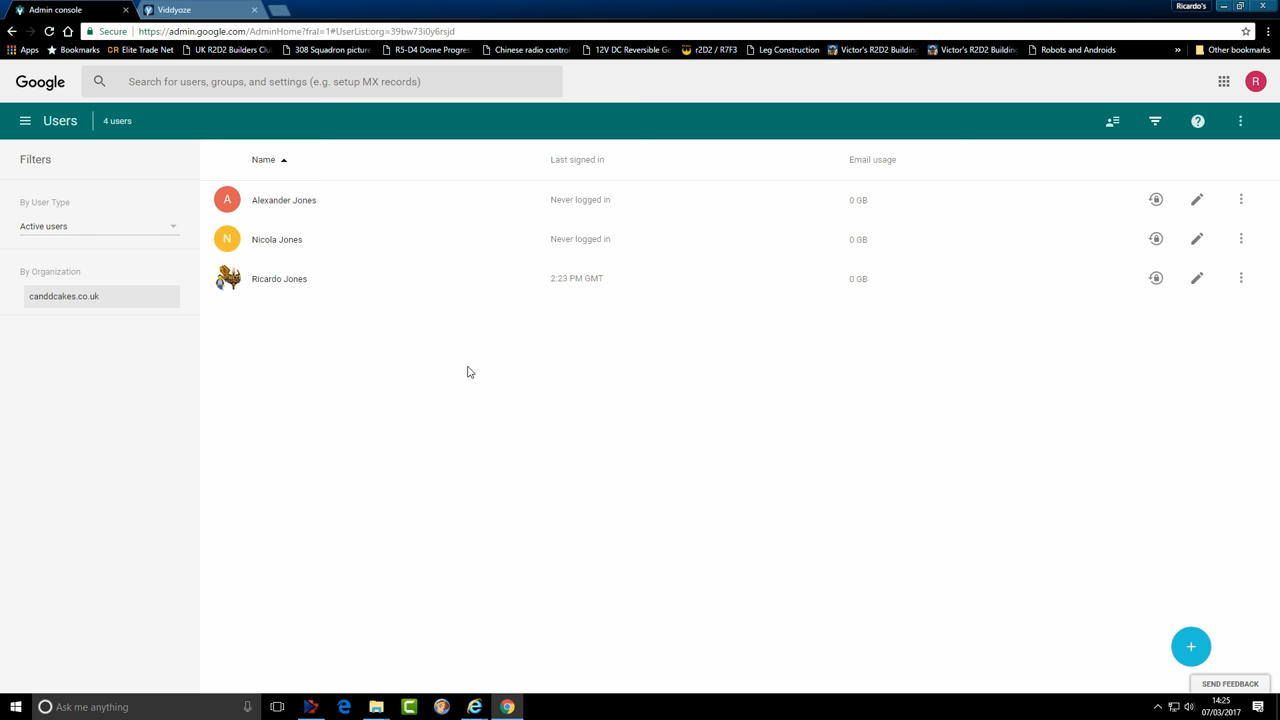 Admin console
Viddyoze
Ricardo's
Secure
https://admin.google.com/AdminHome?fral=1#UserList:org=39bw73i0y6rsjd
Apps
Bookmarks
CR Elite Trade Net
UK R2D2 Builders Clu
308 Squadron picture
R5-D4 Dome Progres
Chinese radio control
12V DC Reversible Ge
r2D2 / R7F3
Leg Construction
Victor's R2D2 Building
Victor's R2D2 Building
Robots and Androids
»
Other bookmarks
Google
Search for users, groups, and settings (e.g. setup MX records)
R
Users
4 users
Filters
Name
Last signed in
Email usage
By User Type
Active users
By Organization
canddcakes.co.uk
A
Alexander Jones
Never logged in
0 GB
N
Nicola Jones
Never logged in
0 GB
Ricardo Jones
2:23 PM GMT
0 GB
+
SEND FEEDBACK
Ask me anything
14:25
07/03/2017